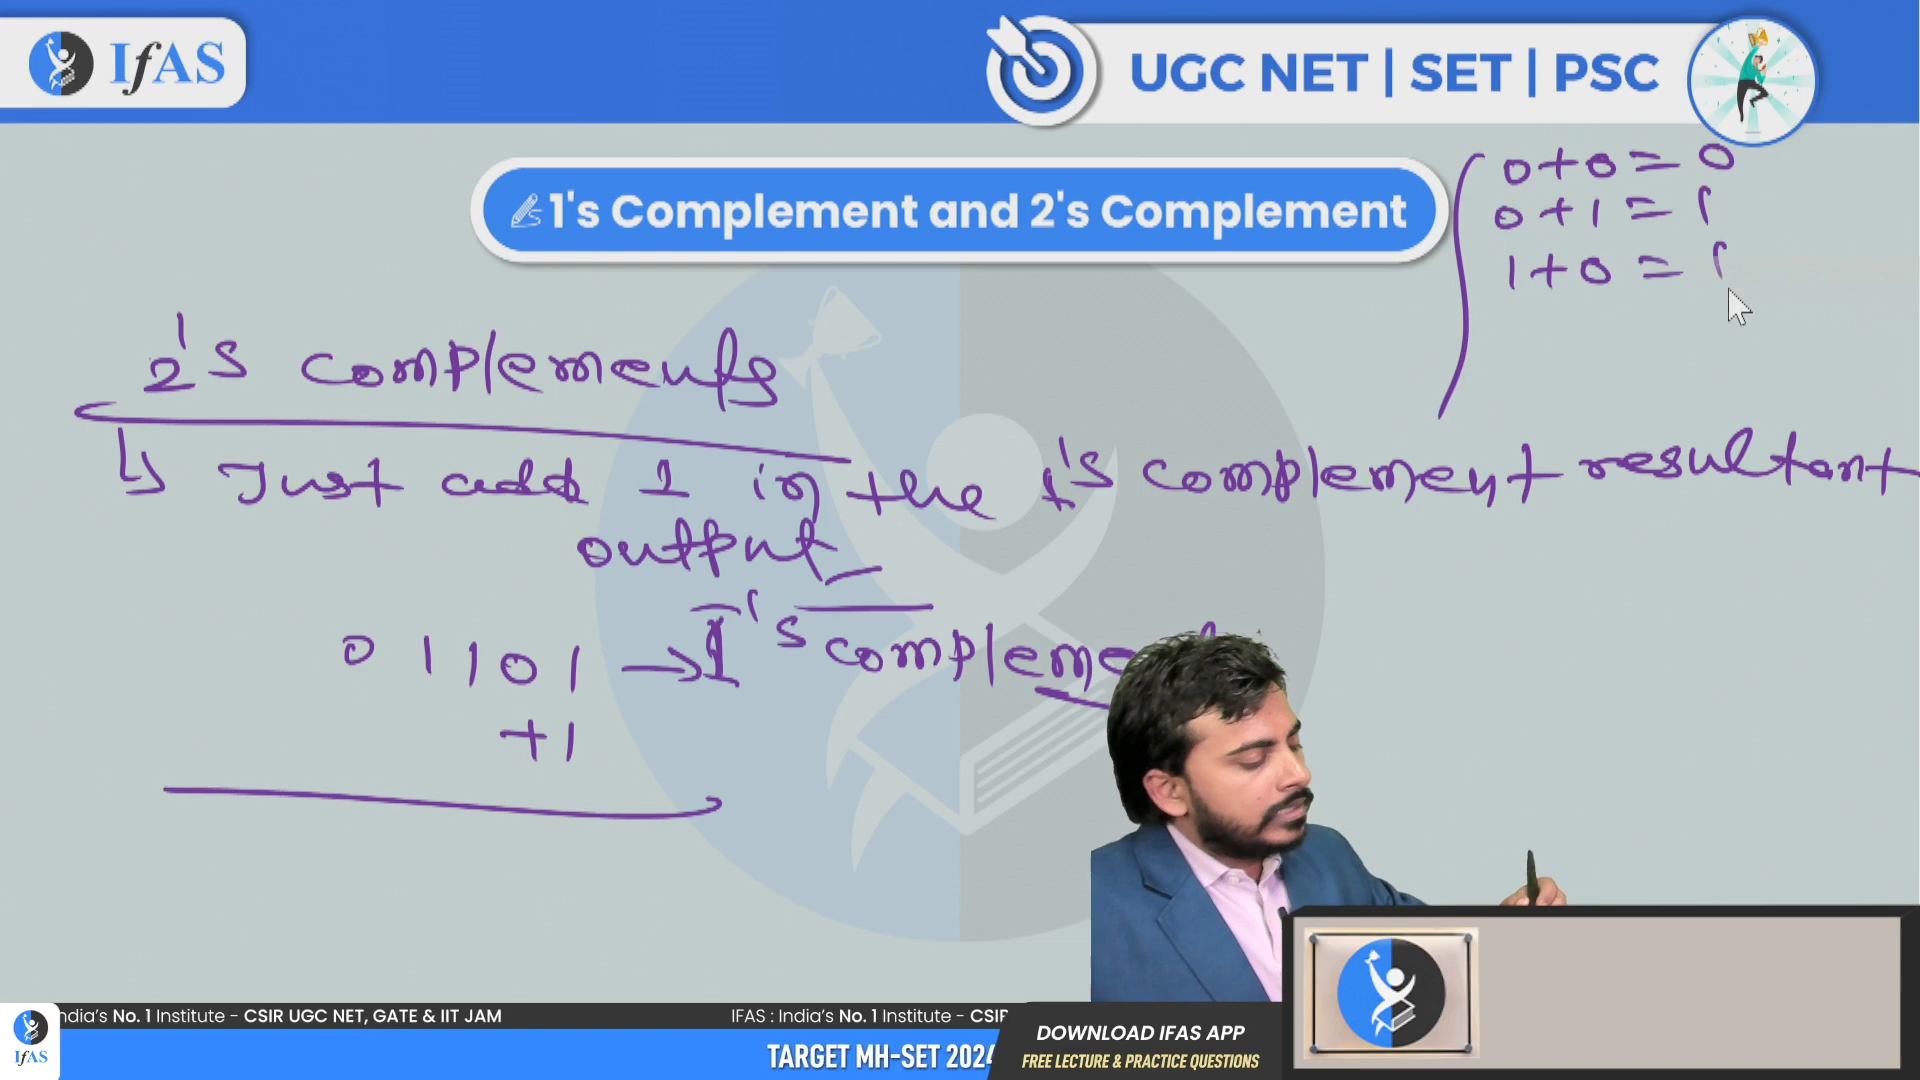 IfAS
UGC NET | SET | PSC
1's Complement and 2's Complement
0+0=0
0+1=1
1+0=1
2's complements
↳ Just add 1 in the 1's complement resultant
output
01101 → 1's compleme
+1
ndia's No. 1 Institute - CSIR UGC NET, GATE & IIT JAM
IFAS : India's No. 1 Institute - CSIR
IfAS
TARGET MH-SET 2024
DOWNLOAD IFAS APP
FREE LECTURE & PRACTICE QUESTIONS